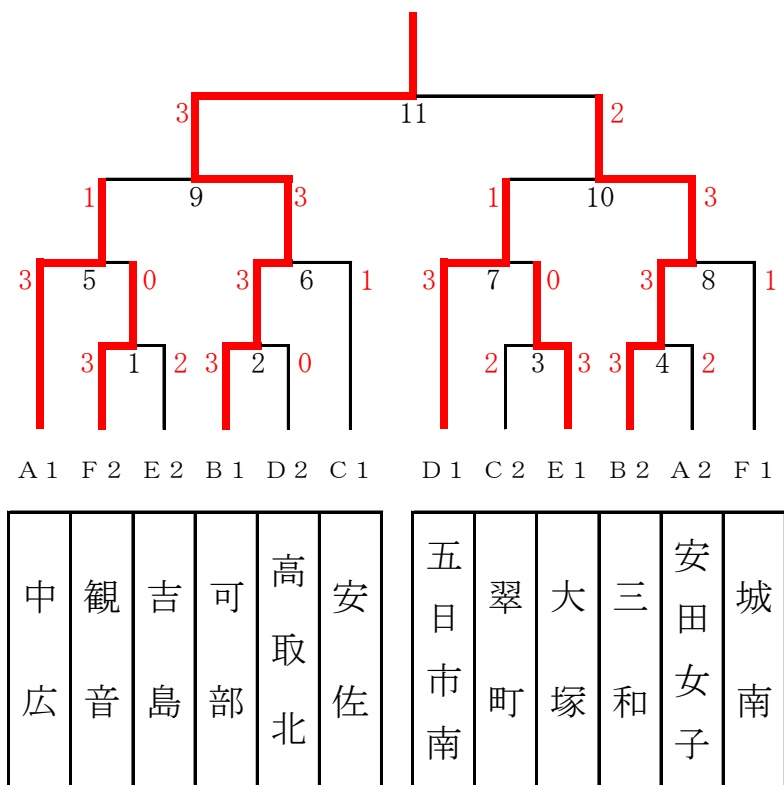 11
3 2
9 10
1 3 1 3
5 6 7 8
3 0 3 1 3 0 3 1
1 2 3 4
3 2 3 0 2 3 3 2
A1 F2 E2 B1 D2 C1 D1 C2 E1 B2 A2 F1
中広
観音
吉島
可部
高取北
安佐
五日市南
翠町
大塚
三和
安田女子
城南